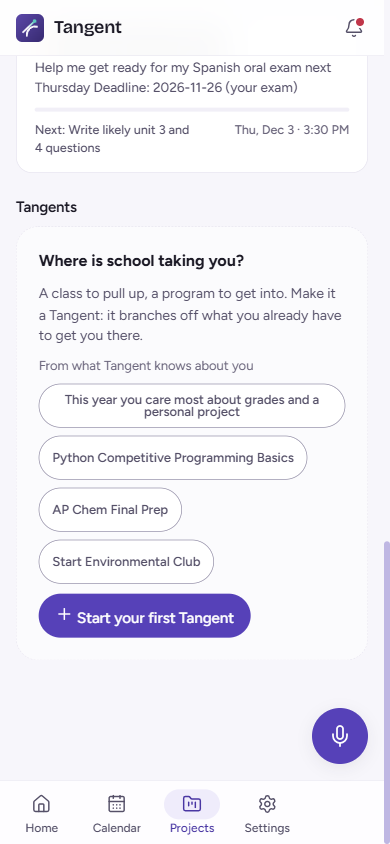 Tangent
Help me get ready for my Spanish oral exam next
Thursday Deadline: 2026-11-26 (your exam)
Next: Write likely unit 3 and
4 questions
Thu, Dec 3 · 3:30 PM
Tangents
Where is school taking you?
A class to pull up, a program to get into. Make it
a Tangent: it branches off what you already have
to get you there.
From what Tangent knows about you
This year you care most about grades and a
personal project
Python Competitive Programming Basics
AP Chem Final Prep
Start Environmental Club
+ Start your first Tangent
Home
Calendar
Projects
Settings